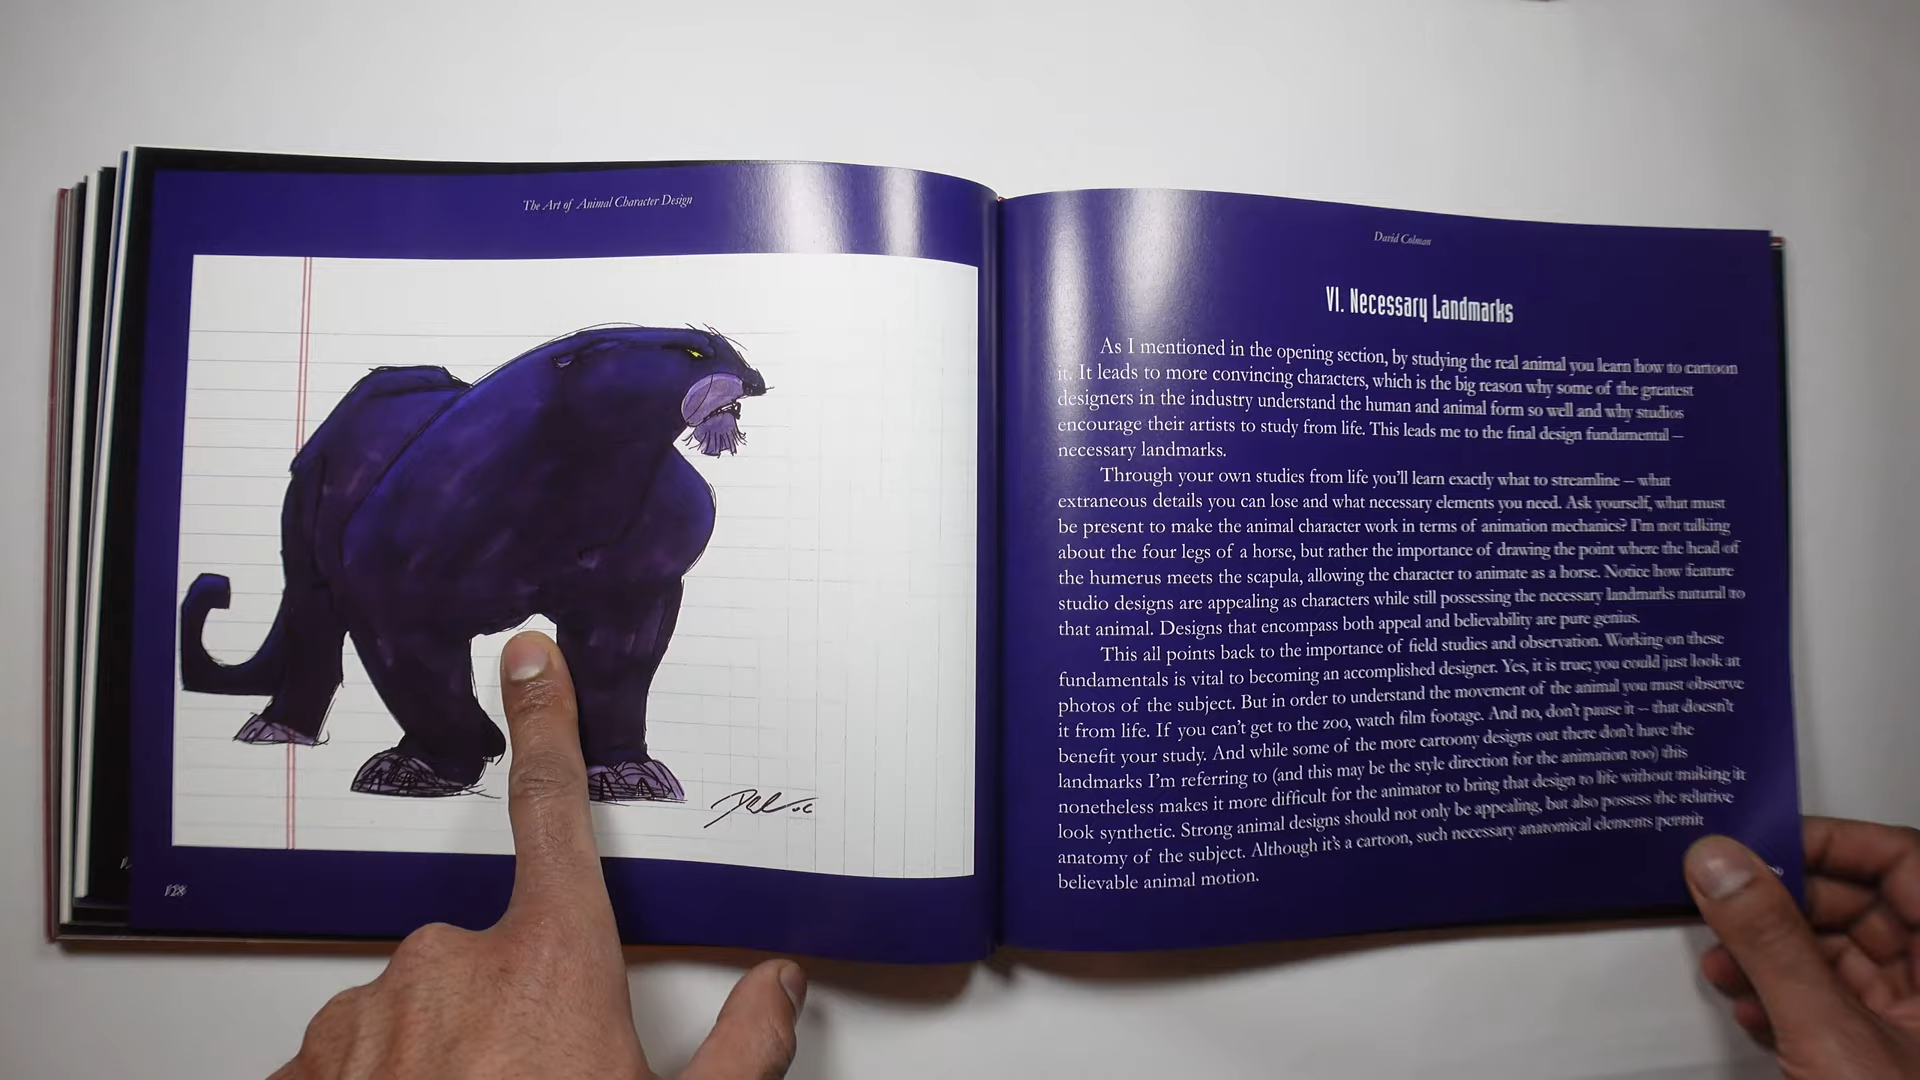 The Art of Animal Character Design
128
David Colman
VI. Necessary Landmarks
As I mentioned in the opening section, by studying the real animal you learn how to cartoon
it. It leads to more convincing characters, which is the big reason why some of the greatest
designers in the industry understand the human and animal form so well and why studios
encourage their artists to study from life. This leads me to the final design fundamental –
necessary landmarks.
Through your own studies from life you'll learn exactly what to streamline – what
extraneous details you can lose and what necessary elements you need. Ask yourself, what must
be present to make the animal character work in terms of animation mechanics? I'm not talking
about the four legs of a horse, but rather the importance of drawing the point where the head of
the humerus meets the scapula, allowing the character to animate as a horse. Notice how feature
studio designs are appealing as characters while still possessing the necessary landmarks natural to
that animal. Designs that encompass both appeal and believability are pure genius.
This all points back to the importance of field studies and observation. Working on these
fundamentals is vital to becoming an accomplished designer. Yes, it is true; you could just look at
photos of the subject. But in order to understand the movement of the animal you must observe
it from life. If you can't get to the zoo, watch film footage. And no, don't pause it – that doesn't
benefit your study. And while some of the more cartoony designs out there don't have the
landmarks I'm referring to (and this may be the style direction for the animation too) this
nonetheless makes it more difficult for the animator to bring that design to life without making it
look synthetic. Strong animal designs should not only be appealing, but also possess the relative
anatomy of the subject. Although it's a cartoon, such necessary anatomical elements permit
believable animal motion.